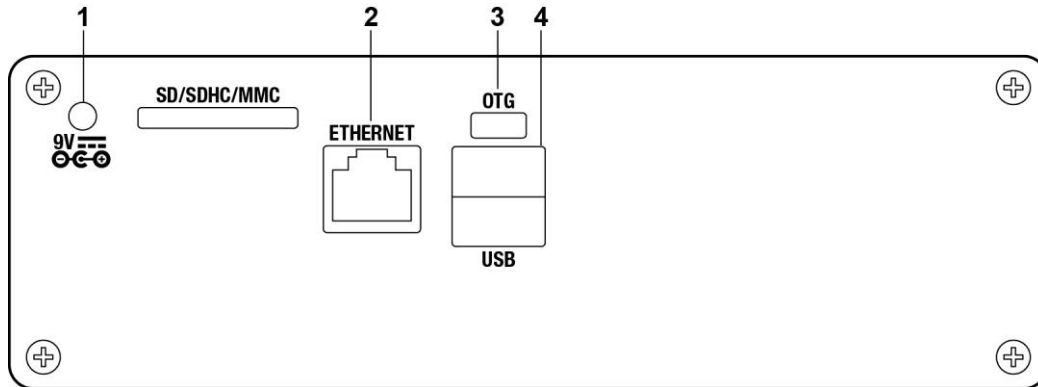 1 2 3 4
SD/SDHC/MMC
OTG
ETHERNET
9V
USB